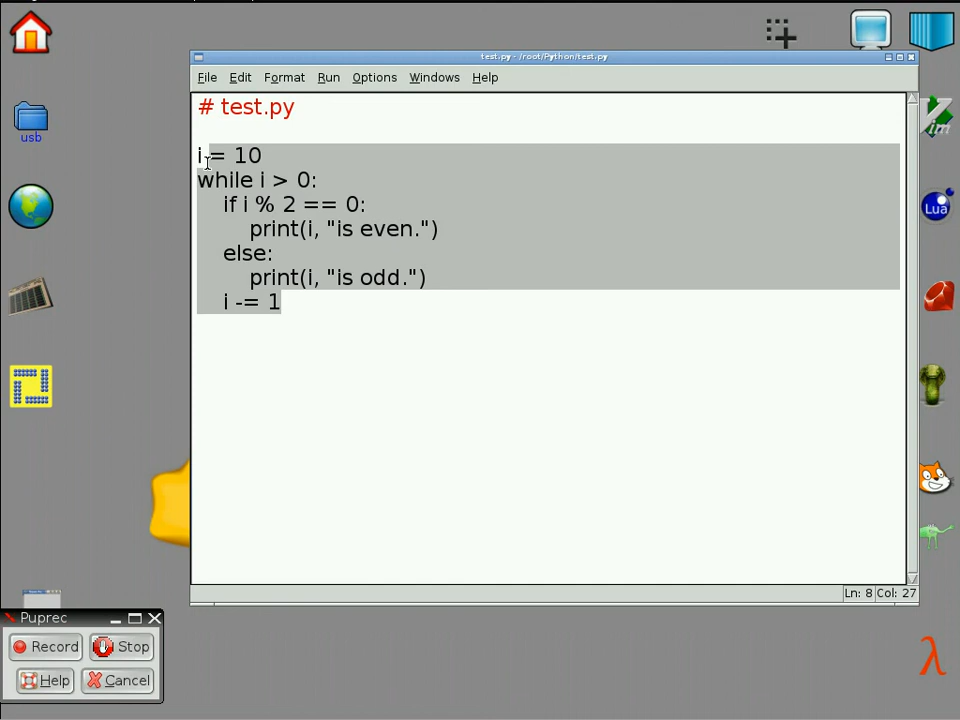 test.py - /root/Python/test.py
File Edit Format Run Options Windows Help
# test.py
i = 10
while i > 0:
    if i % 2 == 0:
        print(i, "is even.")
    else:
        print(i, "is odd.")
    i -= 1
Ln: 8 Col: 27
usb
Vim
Lua
Puprec
Record Stop
Help Cancel
λ